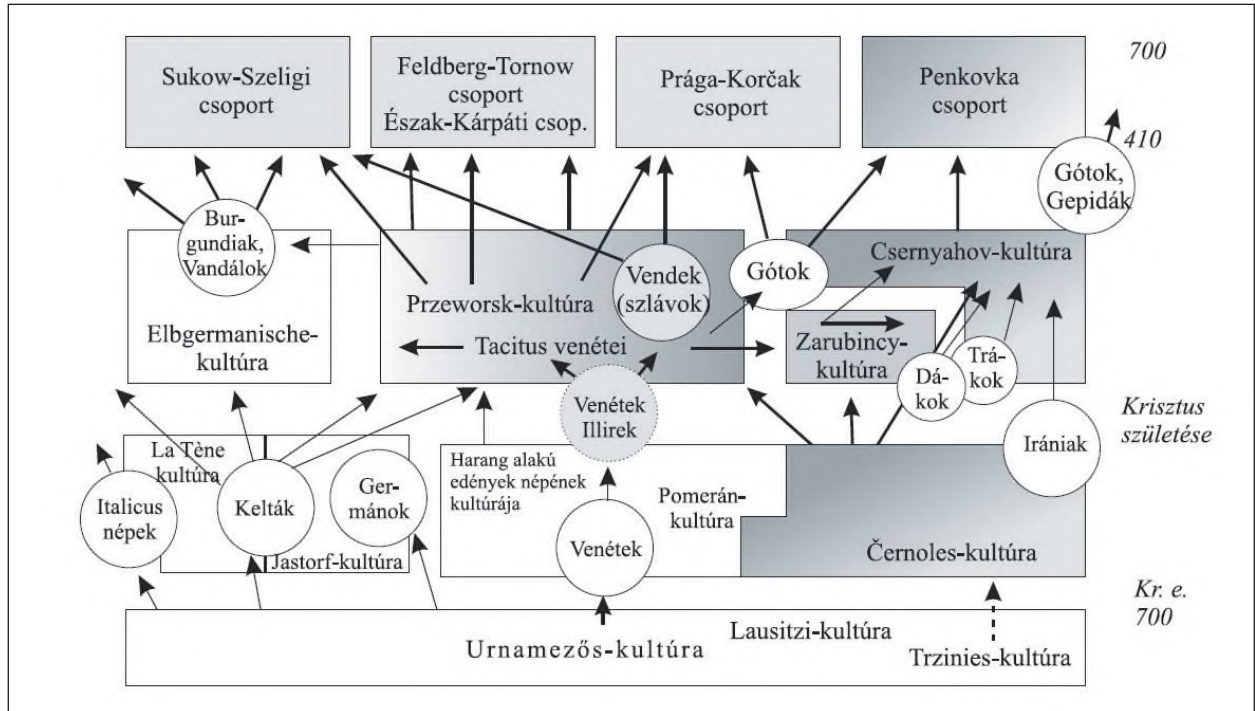 Sukow-Szeligi
csoport
Feldberg-Tornow
csoport
Észak-Kárpáti csop.
Prága-Korčak
csoport
Penkovka
csoport
700
410
Gótok,
Gepidák
Bur-
gundiak,
Vandálok
Elbgermanische-
kultúra
Przeworsk-kultúra
Tacitus venétei
Vendek
(szlávok)
Gótok
Csernyahov-kultúra
Zarubincy-
kultúra
Dá-
kok
Trá-
kok
Venétek
Illirek
Krisztus
születése
Irániak
La Tène
kultúra
Italicus
népek
Kelták
Ger-
mánok
Jastorf-kultúra
Harang alakú
edények népének
kultúrája
Pomerán-
kultúra
Venétek
Černoles-kultúra
Kr. e.
700
Urnamezős-kultúra
Lausitzi-kultúra
Trzinies-kultúra